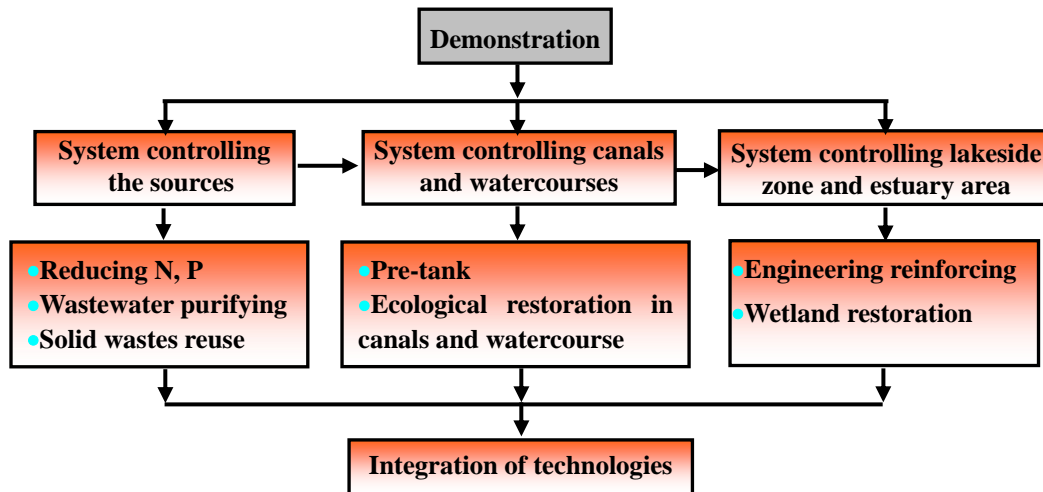 Demonstration
System controlling
the sources
System controlling canals
and watercourses
System controlling lakeside
zone and estuary area
●Reducing N, P
●Wastewater purifying
●Solid wastes reuse
●Pre-tank
●Ecological restoration in
canals and watercourse
●Engineering reinforcing
●Wetland restoration
Integration of technologies